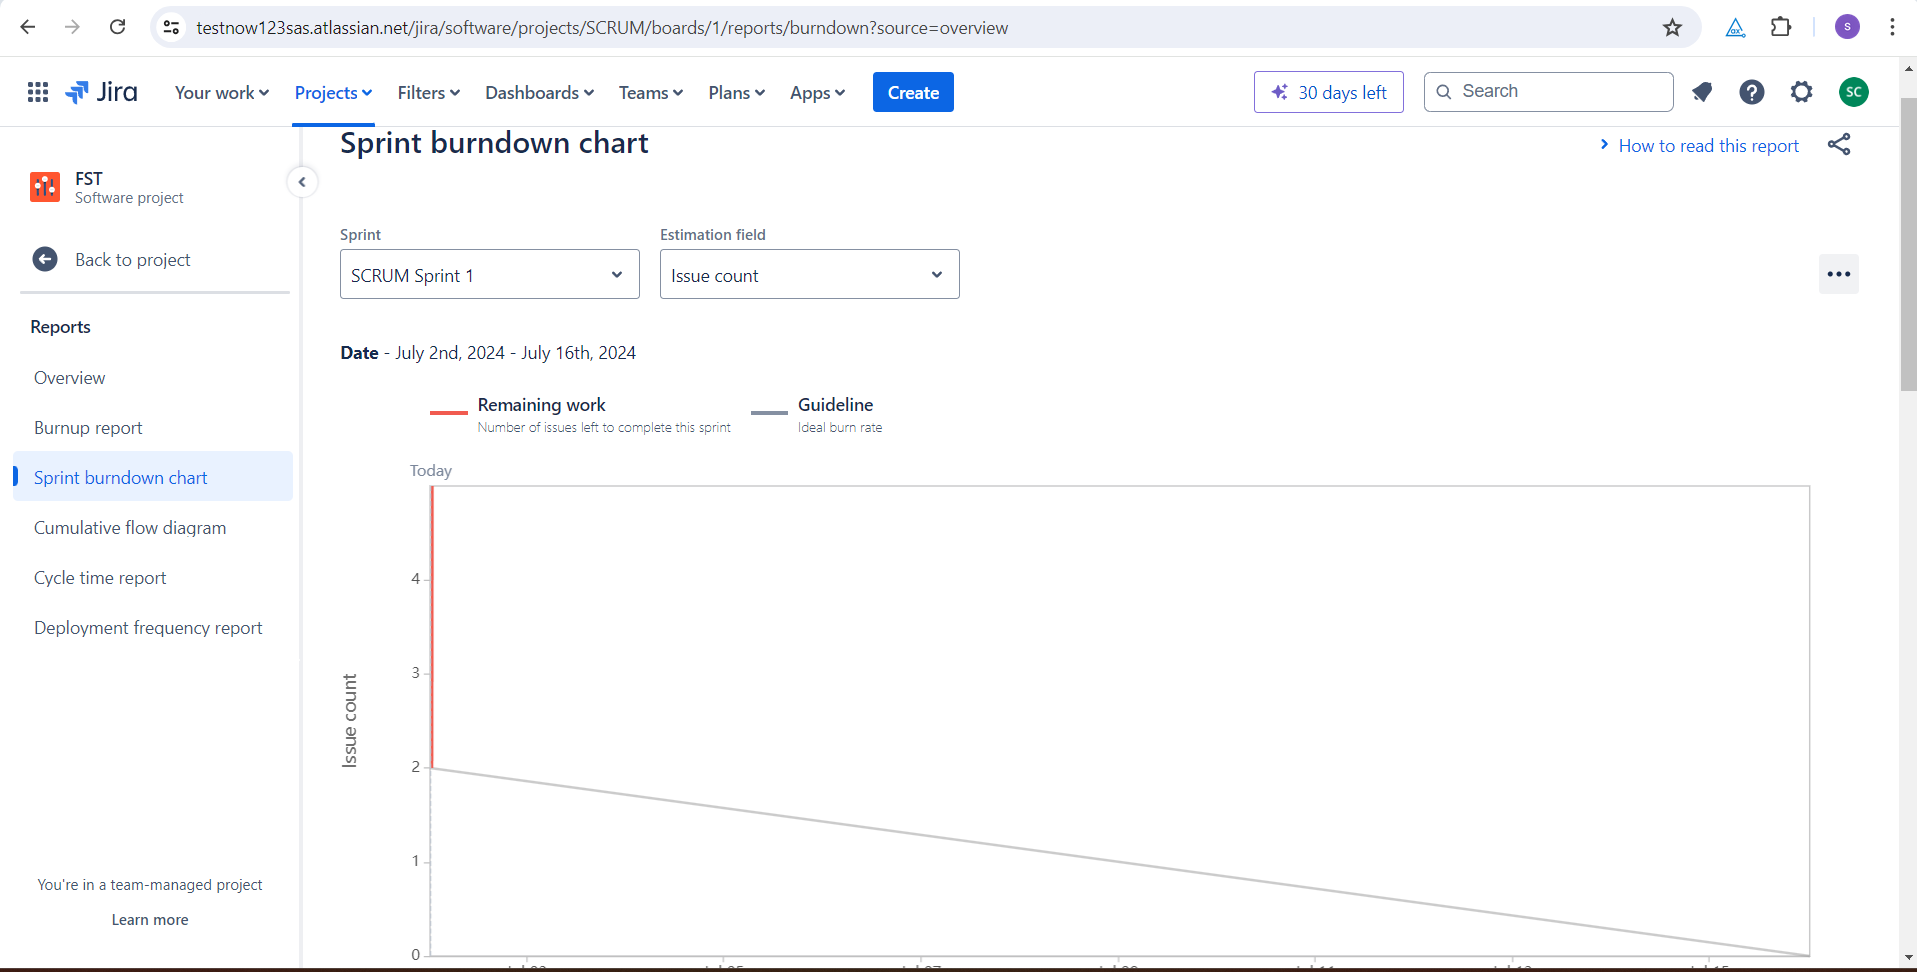 testnow123sas.atlassian.net/jira/software/projects/SCRUM/boards/1/reports/burndown?source=overview
S
Jira
Your work
Projects
Filters
Dashboards
Teams
Plans
Apps
Create
30 days left
Search
SC
FST
Software project
Back to project
Reports
Overview
Burnup report
Sprint burndown chart
Cumulative flow diagram
Cycle time report
Deployment frequency report
You're in a team-managed project
Learn more
Sprint burndown chart
How to read this report
Sprint
SCRUM Sprint 1
Estimation field
Issue count
Date - July 2nd, 2024 - July 16th, 2024
Remaining work
Number of issues left to complete this sprint
Guideline
Ideal burn rate
Today
Issue count
4
3
2
1
0